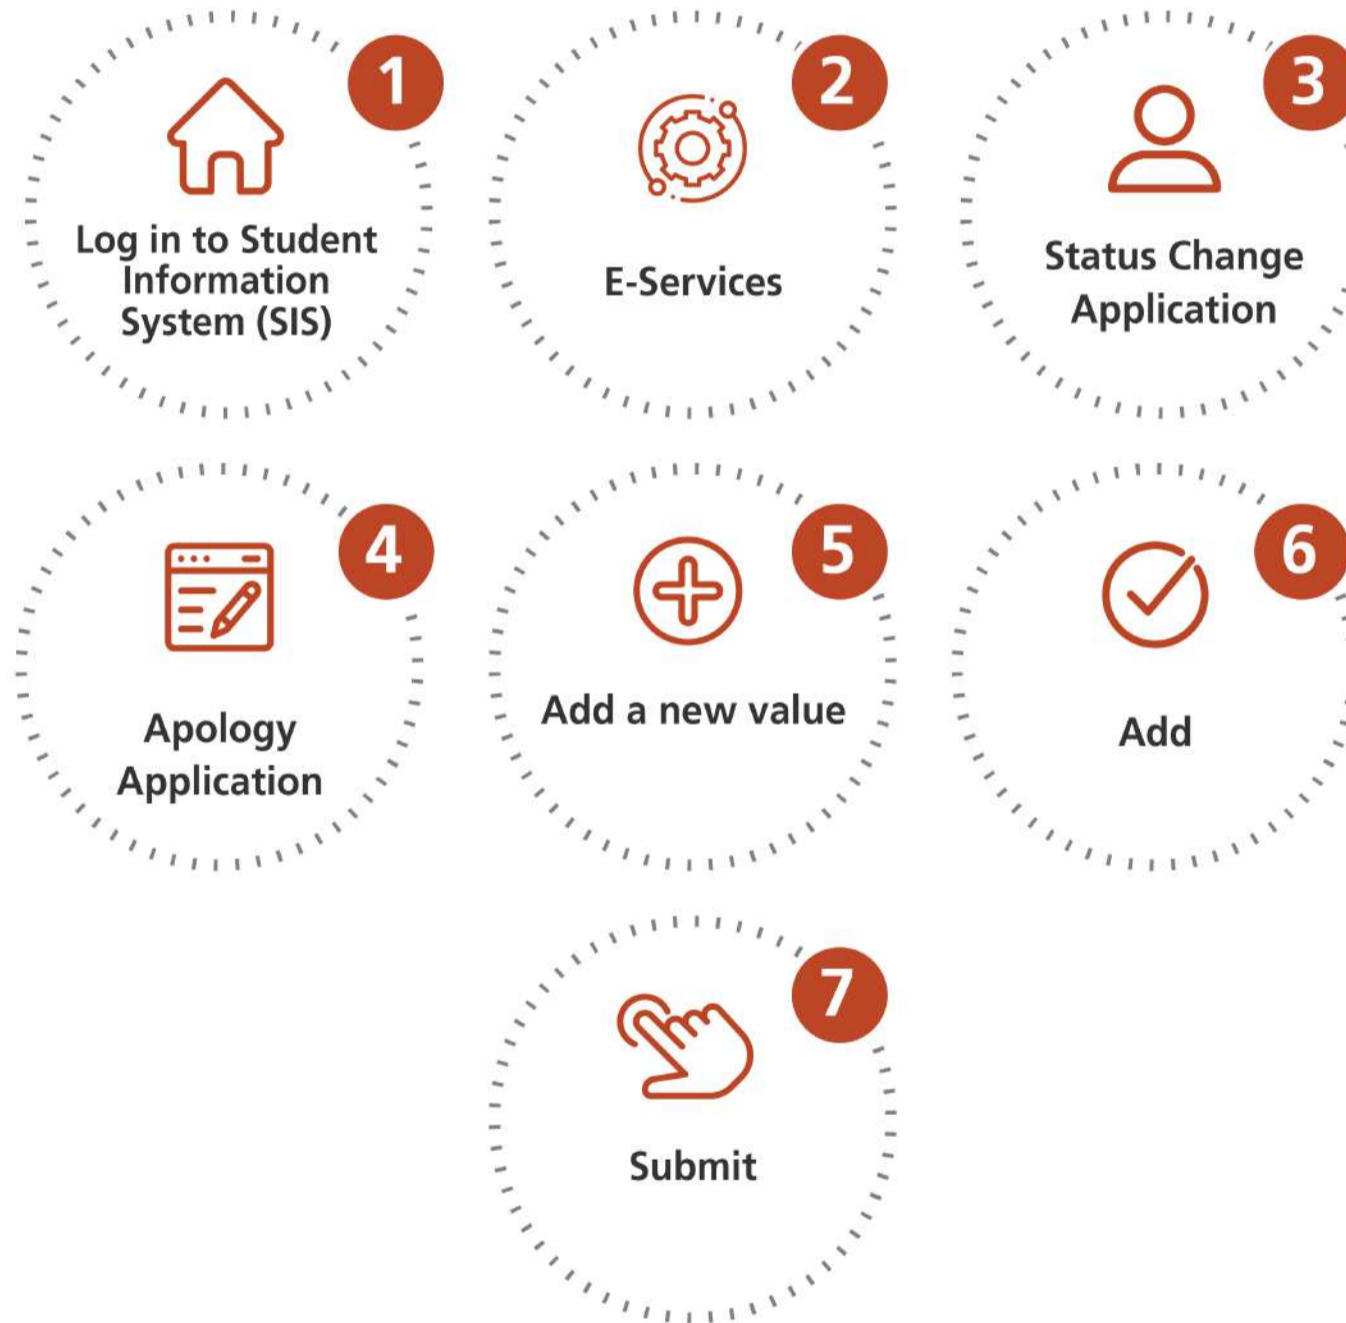 1
Log in to Student
Information
System (SIS)
2
E-Services
3
Status Change
Application
4
Apology
Application
5
Add a new value
6
Add
7
Submit